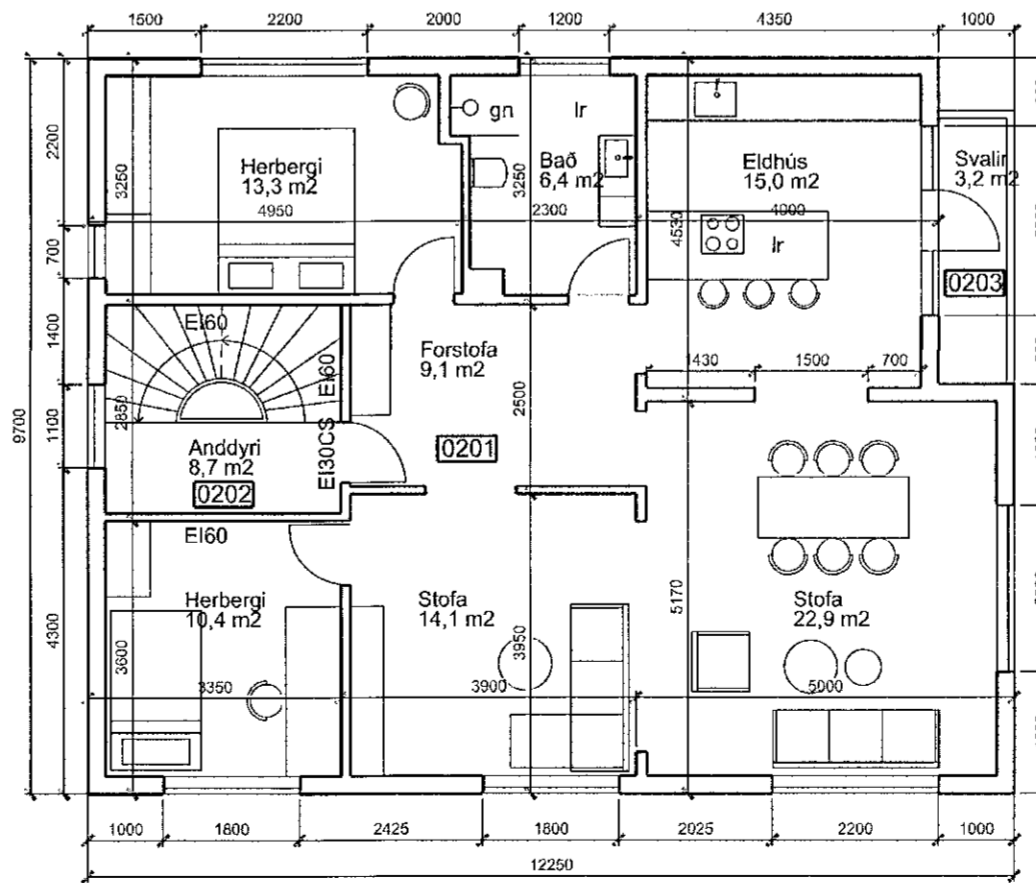 1500 2200 2000 1200 4350 1000
gn
lr
2200
3250
Herbergi
13,3 m2
4950
Bað
6,4 m2
3250
2300
Eldhús
15,0 m2
4000
4530
Svalir
3,2 m2
700
lr
0203
EI60
1400
Forstofa
9,1 m2
EI60
1430 1500 700
9700
1100
2850
2500
Anddyri
8,7 m2
0202
EI30CS
0201
EI60
Herbergi
10,4 m2
Stofa
14,1 m2
5170
Stofa
22,9 m2
4300
3600
3950
3350
3900
5000
1000 1800 2425 1800 2025 2200 1000
12250